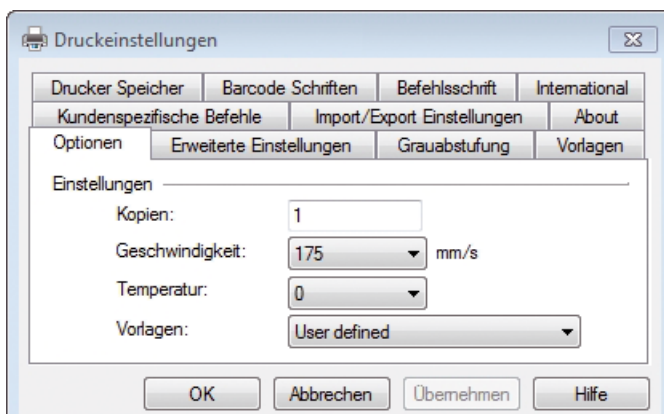 Druckeinstellungen
Drucker Speicher Barcode Schriften Befehlsschrift International
Kundenspezifische Befehle Import/Export Einstellungen About
Optionen Erweiterte Einstellungen Grauabstufung Vorlagen
Einstellungen
Kopien: 1
Geschwindigkeit: 175 mm/s
Temperatur: 0
Vorlagen: User defined
OK Abbrechen Übernehmen Hilfe